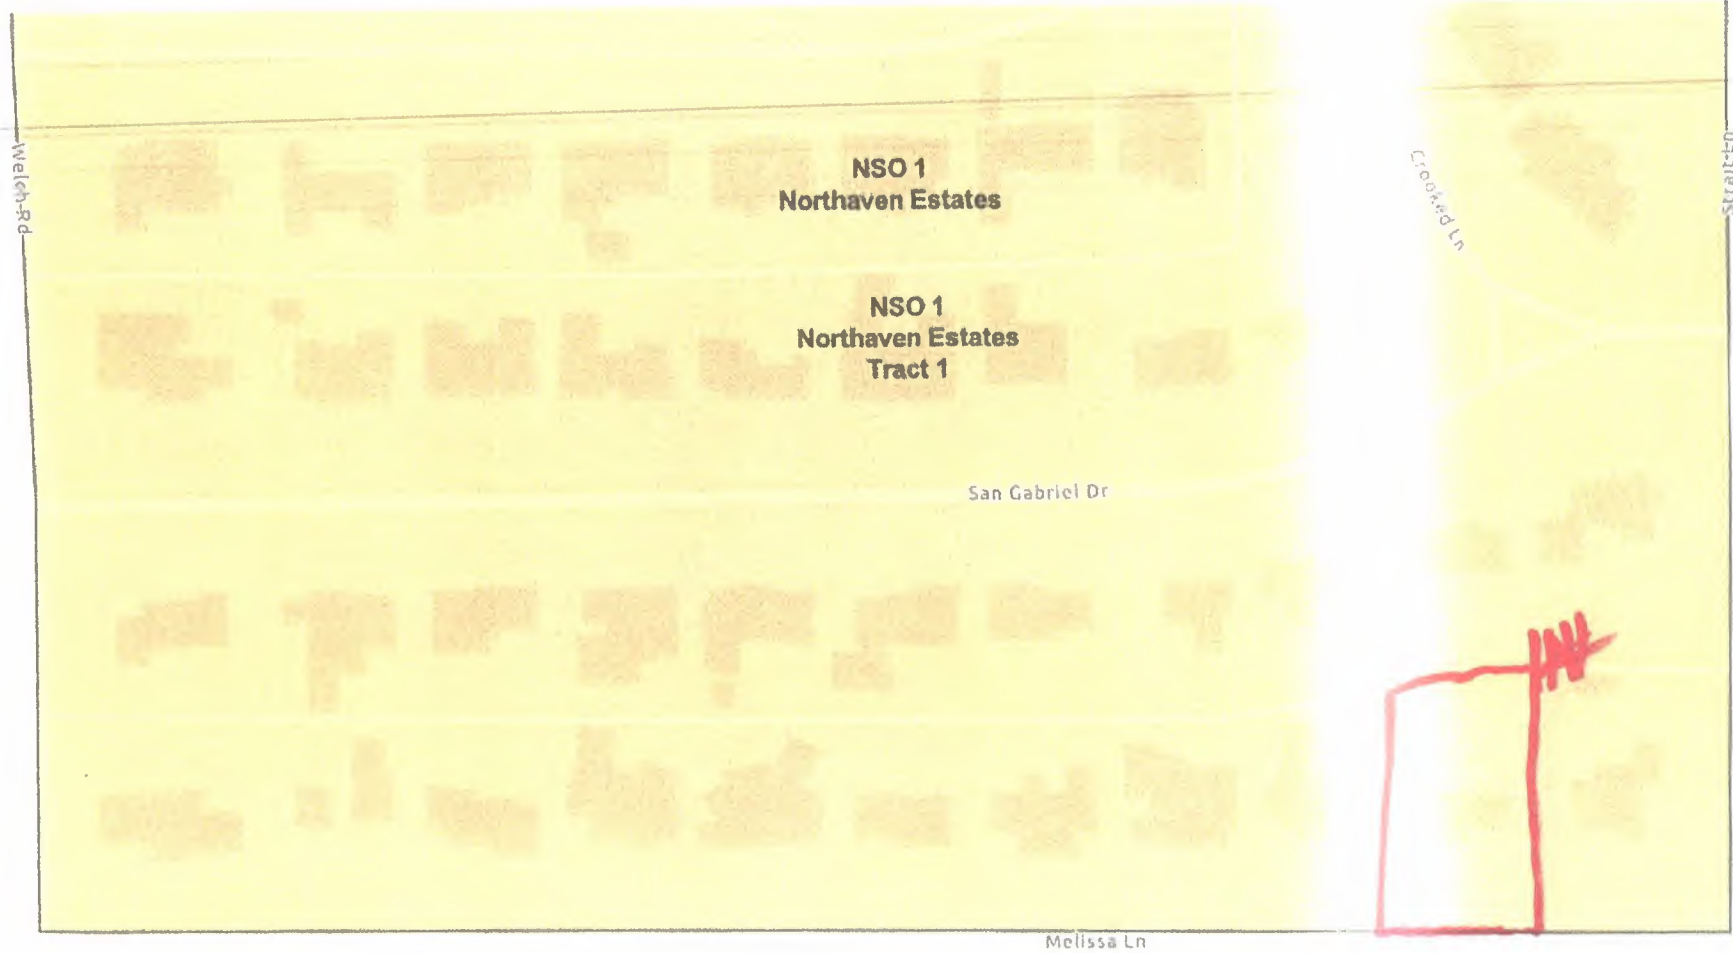 NSO 1
Northaven Estates
Welch Rd
Crooked Ln
NSO 1
Northaven Estates
Tract 1
San Gabriel Dr
Melissa Ln